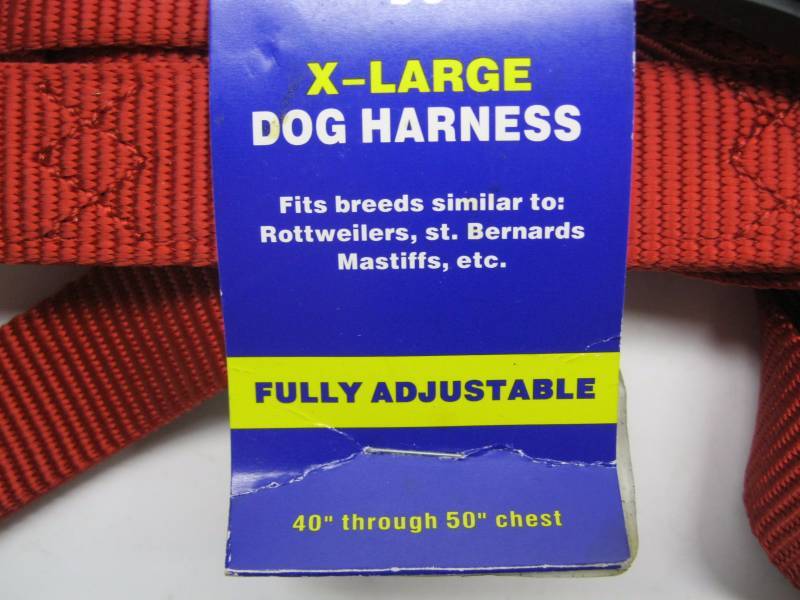 X-LARGE
DOG HARNESS
Fits breeds similar to:
Rottweilers, st. Bernards
Mastiffs, etc.
FULLY ADJUSTABLE
40" through 50" chest